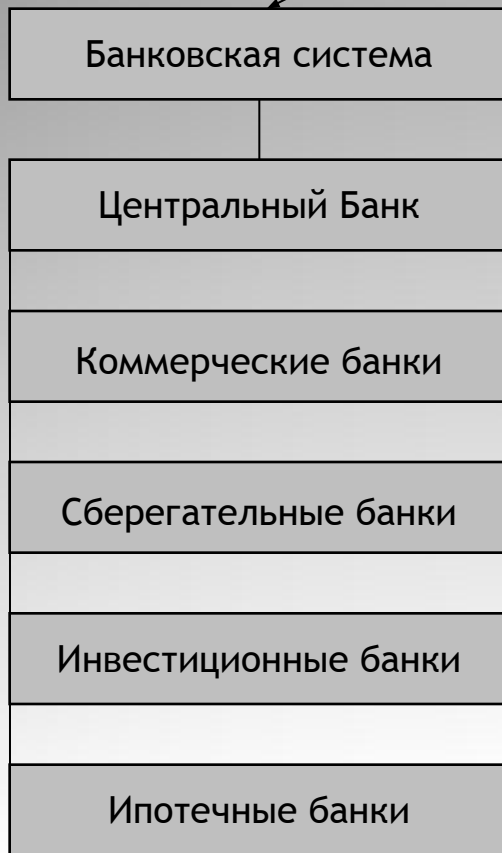 Банковская система
Центральный Банк
Коммерческие банки
Сберегательные банки
Инвестиционные банки
Ипотечные банки